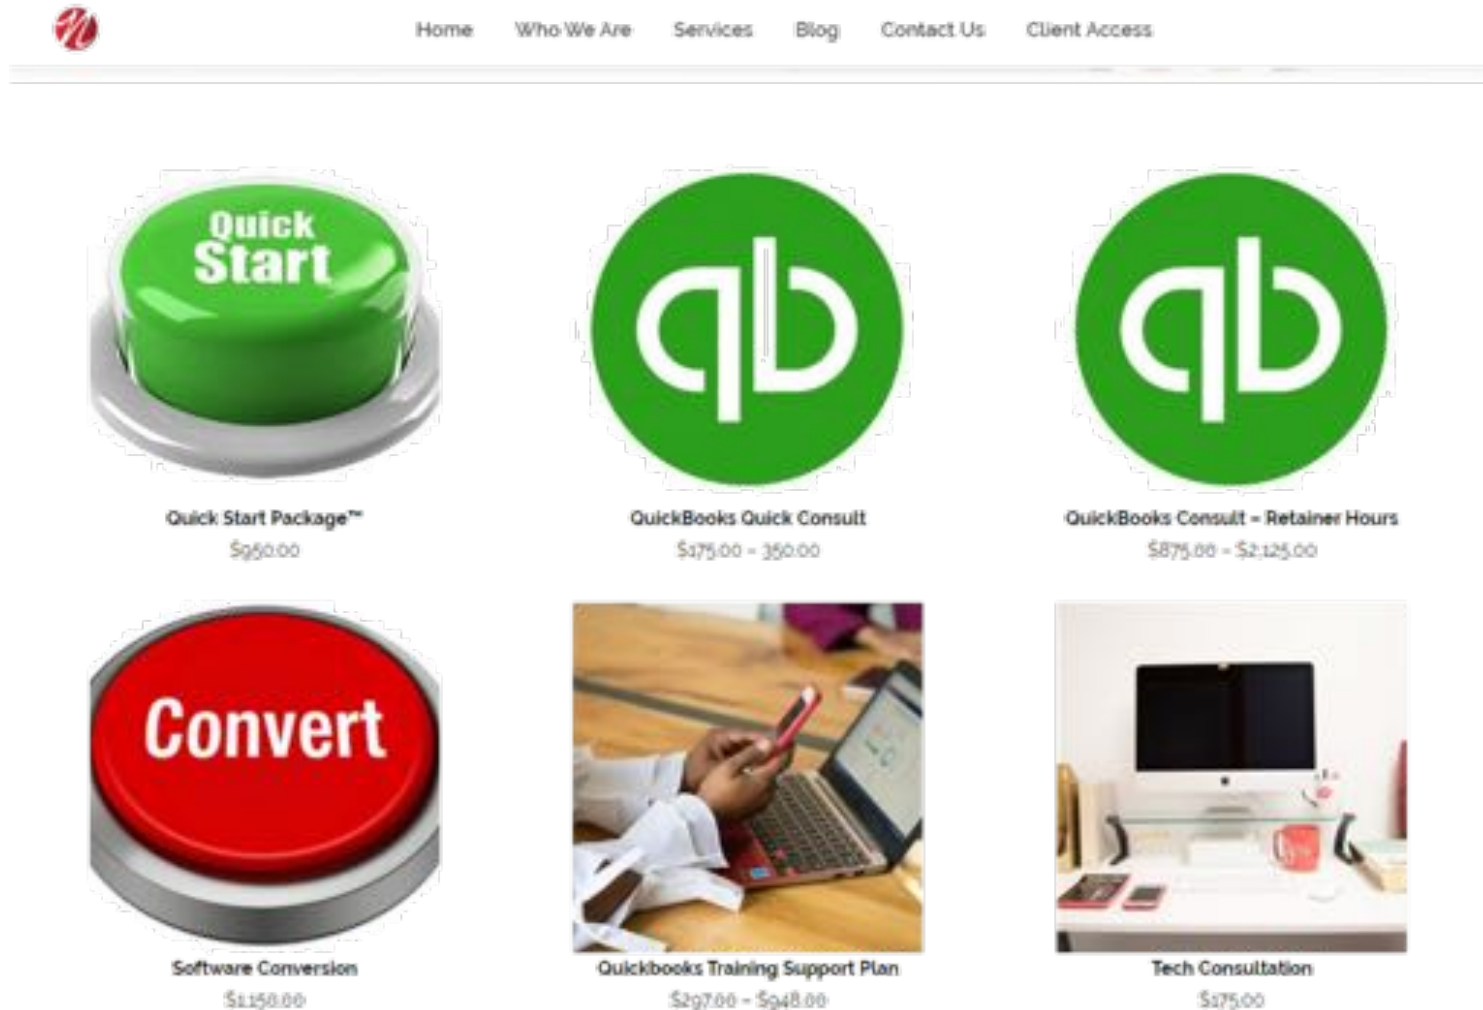 Home Who We Are Services Blog Contact Us Client Access
Quick
Start
Quick Start Package™
$950.00
qb
QuickBooks Quick Consult
$175.00 – 350.00
qb
QuickBooks Consult – Retainer Hours
$875.00 – $2,125.00
Convert
Software Conversion
$1,150.00
Quickbooks Training Support Plan
$297.00 – $948.00
Tech Consultation
$175.00